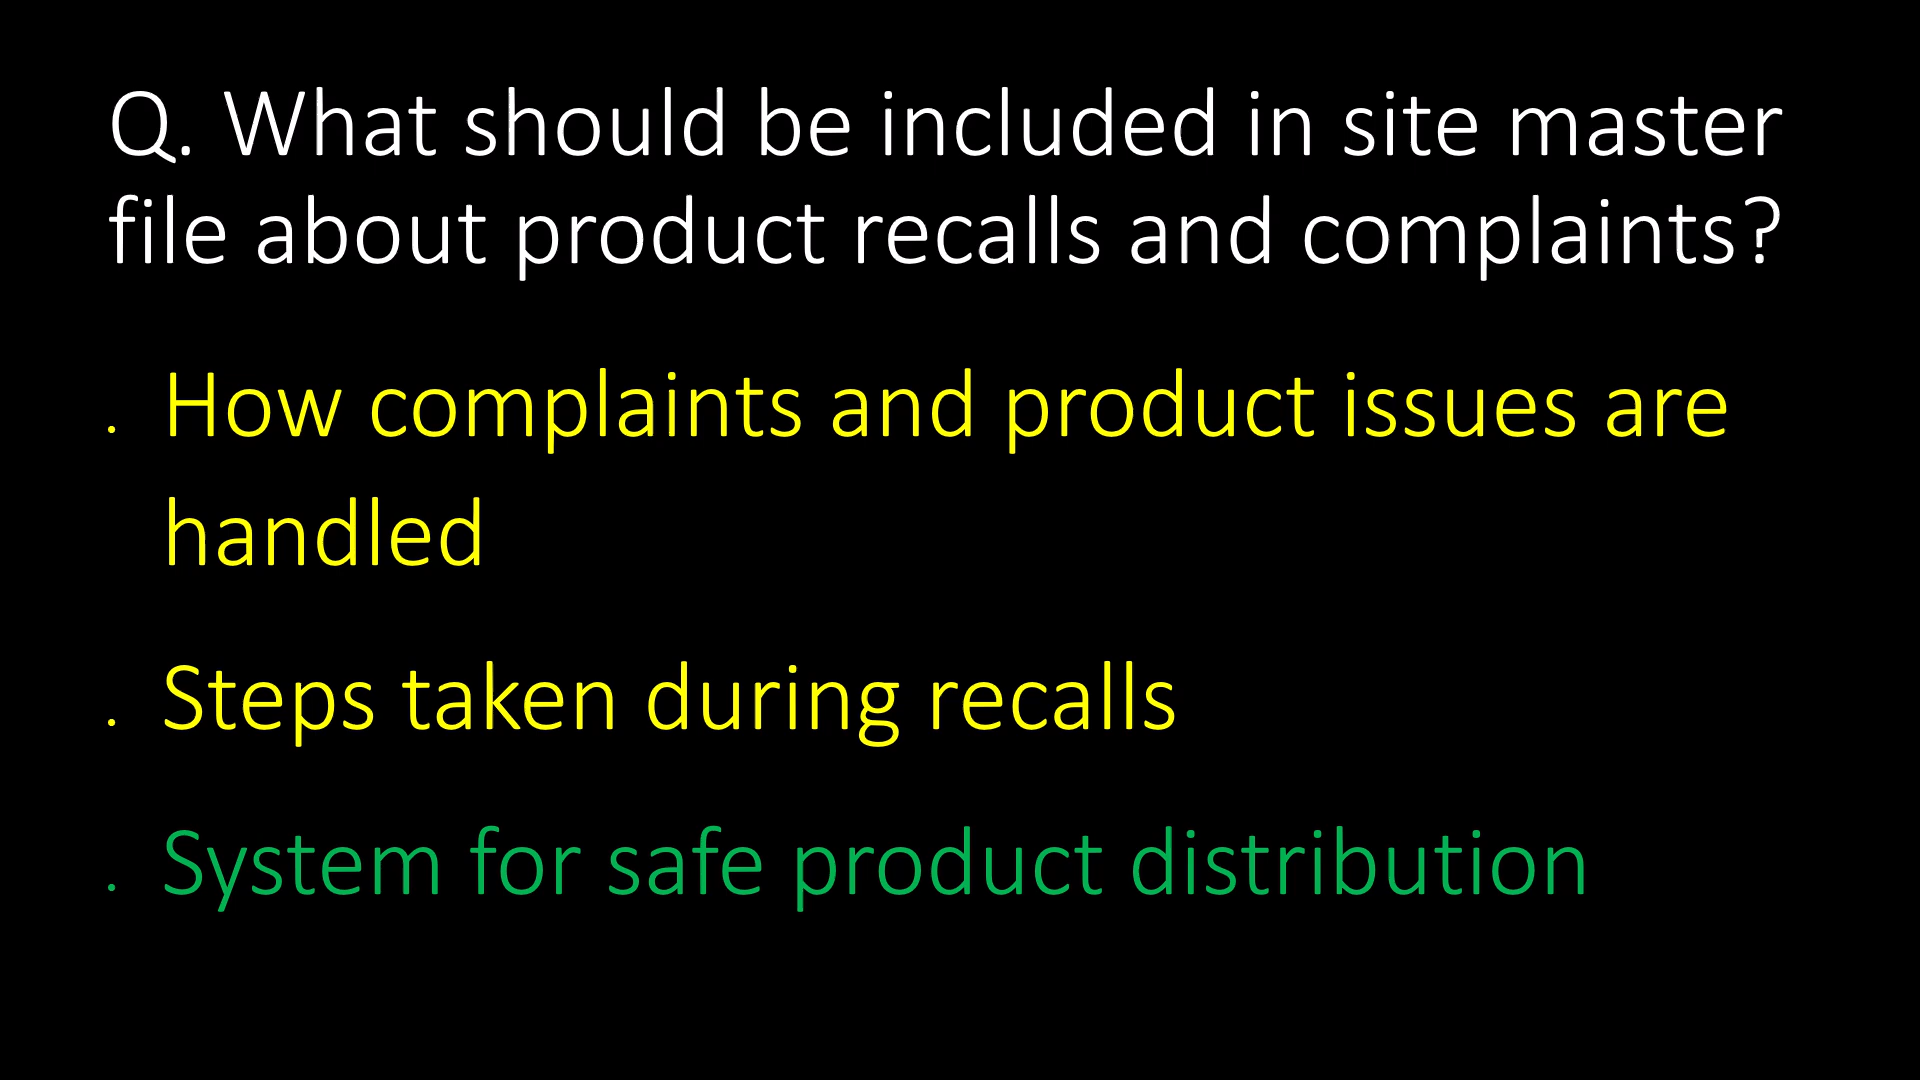 Q. What should be included in site master
file about product recalls and complaints?
. How complaints and product issues are
handled
. Steps taken during recalls
. System for safe product distribution